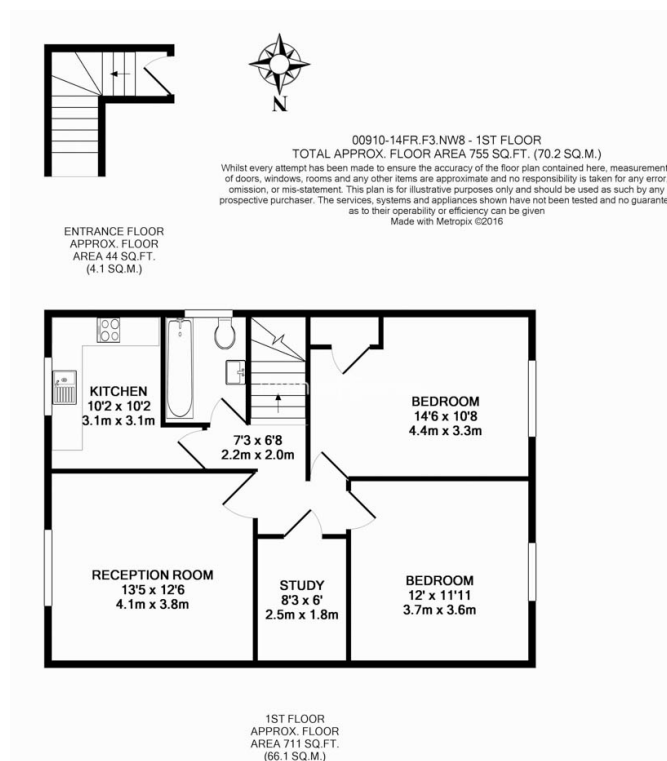 N
00910-14FR.F3.NW8 - 1ST FLOOR
TOTAL APPROX. FLOOR AREA 755 SQ.FT. (70.2 SQ.M.)
Whilst every attempt has been made to ensure the accuracy of the floor plan contained here, measurement
of doors, windows, rooms and any other items are approximate and no responsibility is taken for any error,
omission, or mis-statement. This plan is for illustrative purposes only and should be used as such by any
prospective purchaser. The services, systems and appliances shown have not been tested and no guarante
as to their operability or efficiency can be given
Made with Metropix ©2016
ENTRANCE FLOOR
APPROX. FLOOR
AREA 44 SQ.FT.
(4.1 SQ.M.)
KITCHEN
10'2 x 10'2
3.1m x 3.1m
7'3 x 6'8
2.2m x 2.0m
BEDROOM
14'6 x 10'8
4.4m x 3.3m
RECEPTION ROOM
13'5 x 12'6
4.1m x 3.8m
STUDY
8'3 x 6'
2.5m x 1.8m
BEDROOM
12' x 11'11
3.7m x 3.6m
1ST FLOOR
APPROX. FLOOR
AREA 711 SQ.FT.
(66.1 SQ.M.)